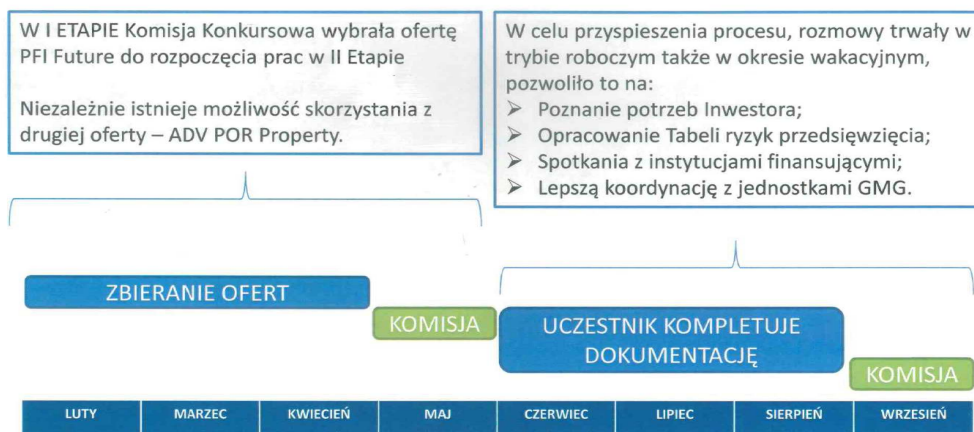 W I ETAPIE Komisja Konkursowa wybrała ofertę
PFI Future do rozpoczęcia prac w II Etapie
Niezależnie istnieje możliwość skorzystania z
drugiej oferty – ADV POR Property.
W celu przyspieszenia procesu, rozmowy trwały w
trybie roboczym także w okresie wakacyjnym,
pozwoliło to na:
➢ Poznanie potrzeb Inwestora;
➢ Opracowanie Tabeli ryzyk przedsięwzięcia;
➢ Spotkania z instytucjami finansującymi;
➢ Lepszą koordynację z jednostkami GMG.
ZBIERANIE OFERT
KOMISJA
UCZESTNIK KOMPLETUJE
DOKUMENTACJĘ
KOMISJA
LUTY MARZEC KWIECIEŃ MAJ CZERWIEC LIPIEC SIERPIEŃ WRZESIEŃ